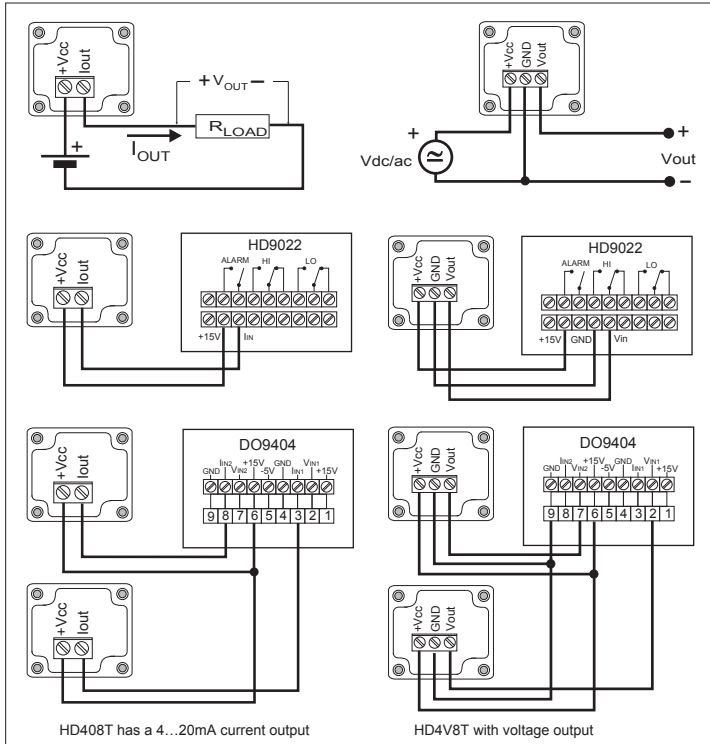 +Vcc
Iout
+ VOUT −
RLOAD
IOUT
+
+Vcc
GND
Vout
+
Vdc/ac
+
Vout
−
+Vcc
Iout
HD9022
ALARM HI LO
+15V IIN
+Vcc
GND
Vout
HD9022
ALARM HI LO
+15V GND Vin
+Vcc
Iout
DO9404
GND IIN2 VIN2 +15V -5V GND IIN1 VIN1 +15V
9 8 7 6 5 4 3 2 1
+Vcc
Iout
+Vcc
GND
Vout
DO9404
GND IIN2 VIN2 +15V -5V GND IIN1 VIN1 +15V
9 8 7 6 5 4 3 2 1
+Vcc
GND
Vout
HD408T has a 4…20mA current output
HD4V8T with voltage output